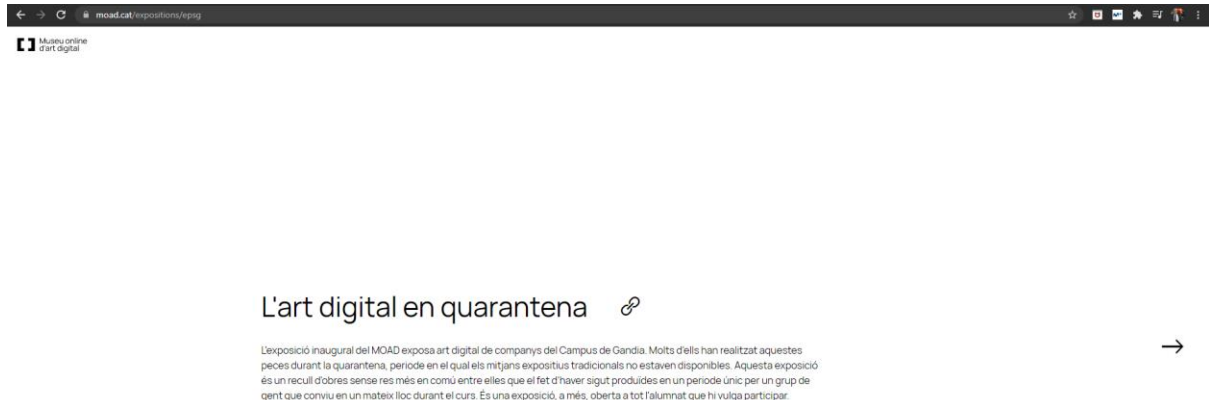 moad.cat/expositions/epsg
Museu online
d'art digital
L'art digital en quarantena
L'exposició inaugural del MOAD exposa art digital de companys del Campus de Gandia. Molts d'ells han realitzat aquestes
peces durant la quarantena, periode en el qual els mitjans expositius tradicionals no estaven disponibles. Aquesta exposició
és un recull d'obres sense res més en comú entre elles que el fet d'haver sigut produïdes en un periode únic per un grup de
gent que conviu en un mateix lloc durant el curs. És una exposició, a més, oberta a tot l'alumnat que hi vulga participar.